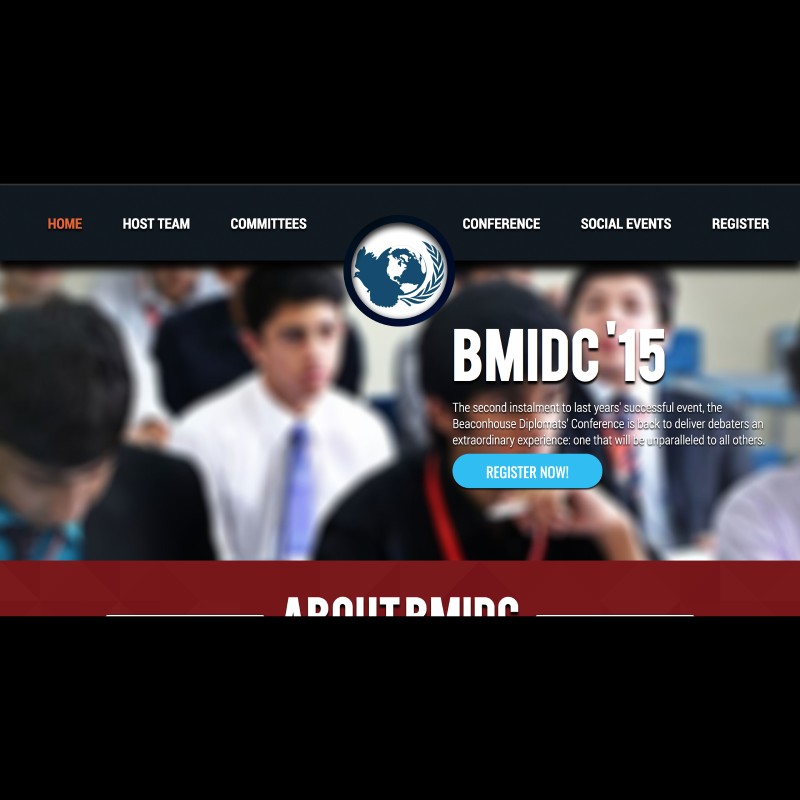 HOME HOST TEAM COMMITTEES CONFERENCE SOCIAL EVENTS REGISTER
BMIDC '15
The second instalment to last years' successful event, the
Beaconhouse Diplomats' Conference is back to deliver debaters an
extraordinary experience: one that will be unparalleled to all others.
REGISTER NOW!
ABOUT BMIDC